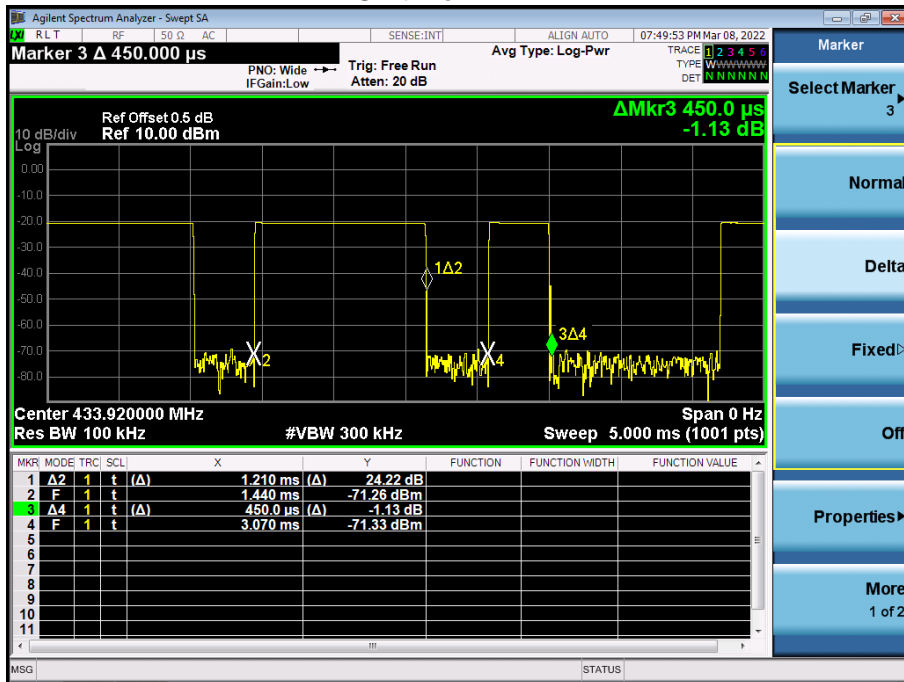 Agilent Spectrum Analyzer - Swept SA
LXI RLT RF 50 Ω AC SENSE:INT ALIGN AUTO 07:49:53 PM Mar 08, 2022
Marker 3 Δ 450.000 µs
PNO: Wide
IFGain:Low
Trig: Free Run
Atten: 20 dB
Avg Type: Log-Pwr
TRACE 1 2 3 4 5 6
TYPE WWWWWW
DET N N N N N N
ΔMkr3 450.0 µs
-1.13 dB
Ref Offset 0.5 dB
10 dB/div Ref 10.00 dBm
Log
0.00
-10.0
-20.0
-30.0
-40.0
-50.0
-60.0
-70.0
-80.0
1Δ2
3Δ4
2
4
Center 433.920000 MHz Span 0 Hz
Res BW 100 kHz #VBW 300 kHz Sweep 5.000 ms (1001 pts)
MKR MODE TRC SCL X Y FUNCTION FUNCTION WIDTH FUNCTION VALUE
1 Δ2 1 t (Δ) 1.210 ms (Δ) 24.22 dB
2 F 1 t 1.440 ms -71.26 dBm
3 Δ4 1 t (Δ) 450.0 µs (Δ) -1.13 dB
4 F 1 t 3.070 ms -71.33 dBm
5
6
7
8
9
10
11
MSG STATUS
Marker
Select Marker
3
Normal
Delta
Fixed
Off
Properties
More
1 of 2